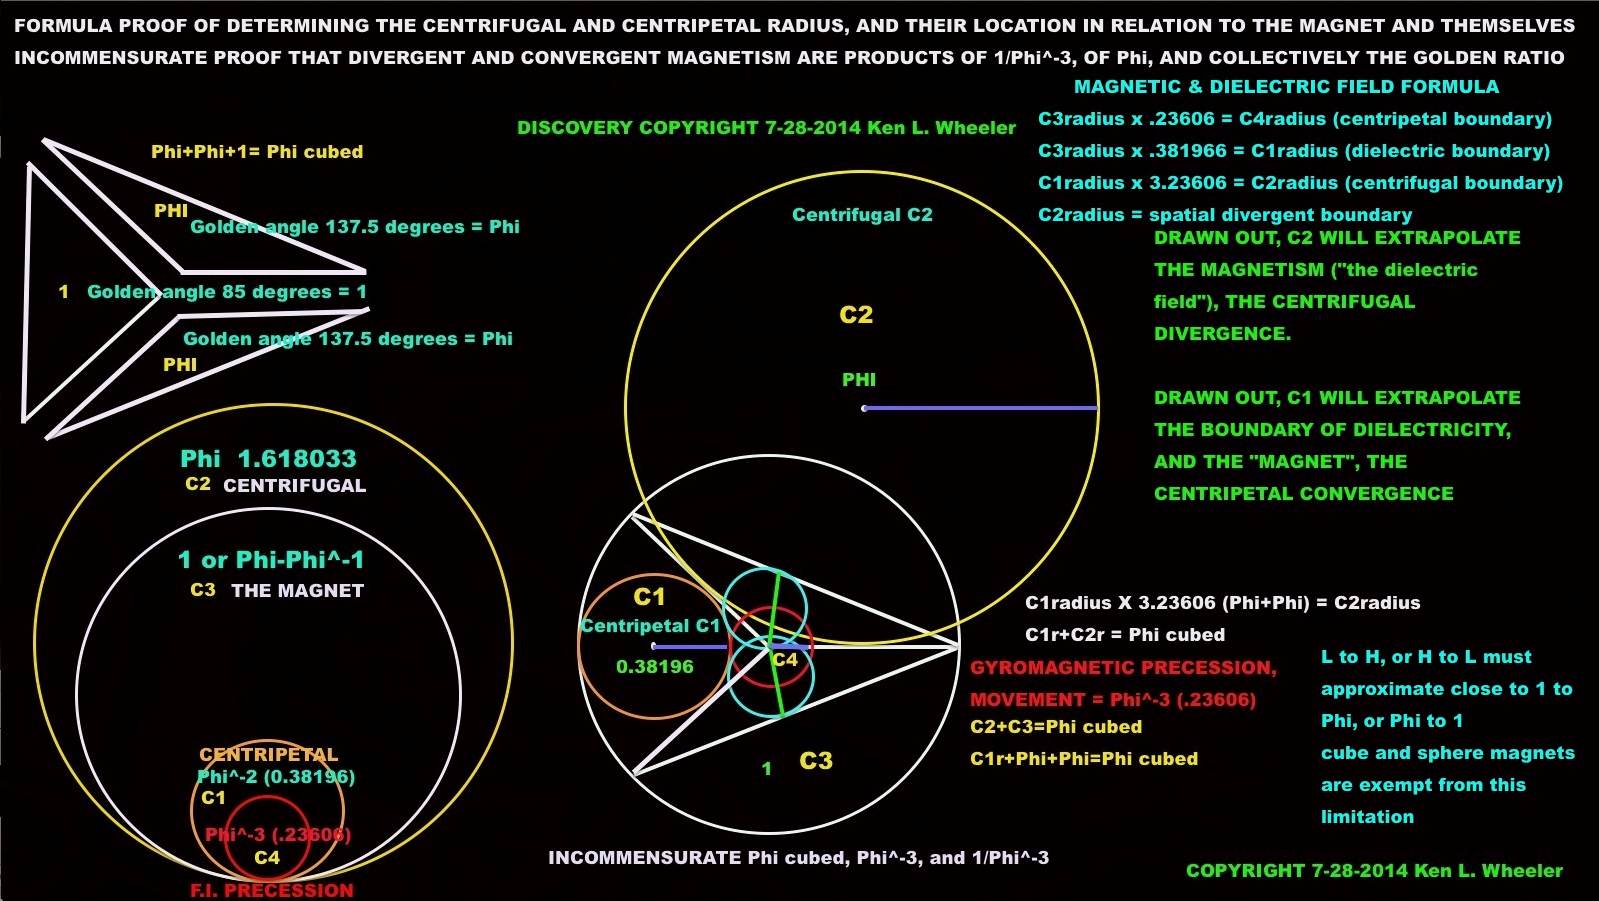 FORMULA PROOF OF DETERMINING THE CENTRIFUGAL AND CENTRIPETAL RADIUS, AND THEIR LOCATION IN RELATION TO THE MAGNET AND THEMSELVES
INCOMMENSURATE PROOF THAT DIVERGENT AND CONVERGENT MAGNETISM ARE PRODUCTS OF 1/Phi^-3, OF Phi, AND COLLECTIVELY THE GOLDEN RATIO
MAGNETIC & DIELECTRIC FIELD FORMULA
C3radius x .23606 = C4radius (centripetal boundary)
C3radius x .381966 = C1radius (dielectric boundary)
C1radius x 3.23606 = C2radius (centrifugal boundary)
C2radius = spatial divergent boundary
DRAWN OUT, C2 WILL EXTRAPOLATE
THE MAGNETISM ("the dielectric
field"), THE CENTRIFUGAL
DIVERGENCE.
DRAWN OUT, C1 WILL EXTRAPOLATE
THE BOUNDARY OF DIELECTRICITY,
AND THE "MAGNET", THE
CENTRIPETAL CONVERGENCE
DISCOVERY COPYRIGHT 7-28-2014 Ken L. Wheeler
Phi+Phi+1= Phi cubed
PHI
Golden angle 137.5 degrees = Phi
1 Golden angle 85 degrees = 1
Golden angle 137.5 degrees = Phi
PHI
Centrifugal C2
C2
PHI
Phi 1.618033
C2 CENTRIFUGAL
1 or Phi-Phi^-1
C3 THE MAGNET
CENTRIPETAL
Phi^-2 (0.38196)
C1
Phi^-3 (.23606)
C4
F.I. PRECESSION
C1
Centripetal C1
0.38196
C4
1 C3
C1radius X 3.23606 (Phi+Phi) = C2radius
C1r+C2r = Phi cubed
GYROMAGNETIC PRECESSION,
MOVEMENT = Phi^-3 (.23606)
C2+C3=Phi cubed
C1r+Phi+Phi=Phi cubed
L to H, or H to L must
approximate close to 1 to
Phi, or Phi to 1
cube and sphere magnets
are exempt from this
limitation
INCOMMENSURATE Phi cubed, Phi^-3, and 1/Phi^-3
COPYRIGHT 7-28-2014 Ken L. Wheeler